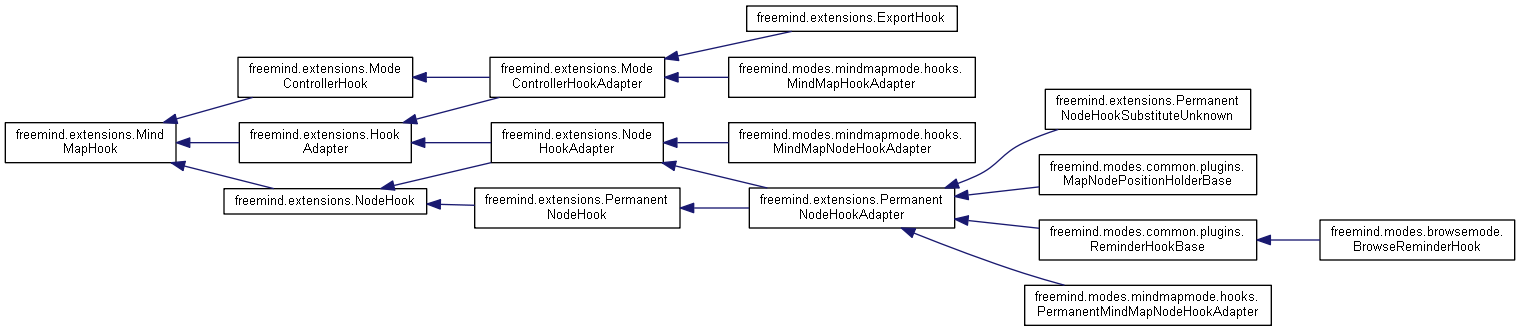 freemind.extensions.ExportHook
freemind.extensions.Mode
ControllerHook
freemind.extensions.Mode
ControllerHookAdapter
freemind.modes.mindmapmode.hooks.
MindMapHookAdapter
freemind.extensions.Permanent
NodeHookSubstituteUnknown
freemind.extensions.Mind
MapHook
freemind.extensions.Hook
Adapter
freemind.extensions.Node
HookAdapter
freemind.modes.mindmapmode.hooks.
MindMapNodeHookAdapter
freemind.modes.common.plugins.
MapNodePositionHolderBase
freemind.extensions.NodeHook
freemind.extensions.Permanent
NodeHook
freemind.extensions.Permanent
NodeHookAdapter
freemind.modes.common.plugins.
ReminderHookBase
freemind.modes.browsemode.
BrowseReminderHook
freemind.modes.mindmapmode.hooks.
PermanentMindMapNodeHookAdapter